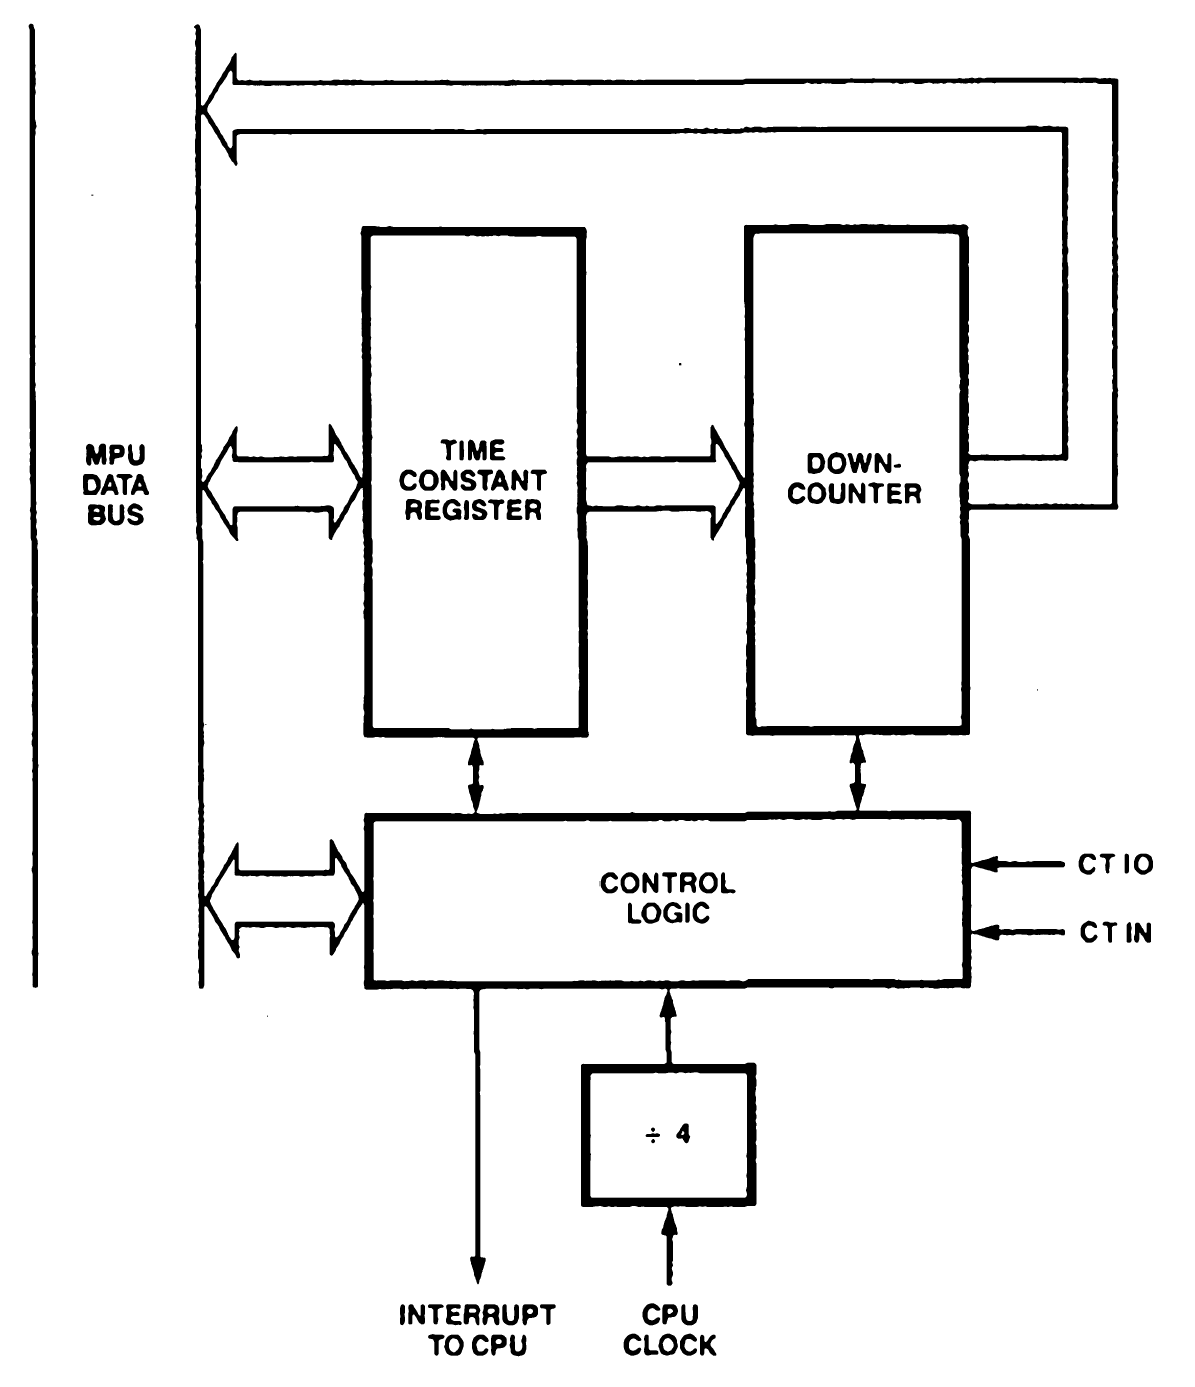 MPU
DATA
BUS
TIME
CONSTANT
REGISTER
DOWN-
COUNTER
CONTROL
LOGIC
CT IO
CT IN
÷ 4
INTERRUPT
TO CPU
CPU
CLOCK